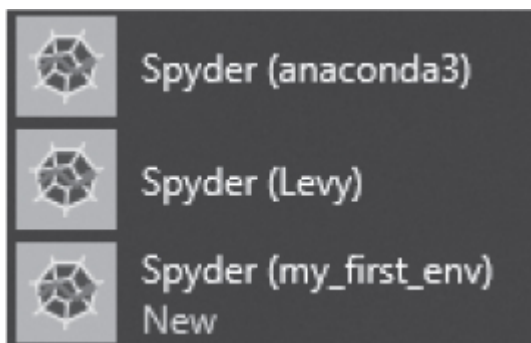 Spyder (anaconda3)
Spyder (Levy)
Spyder (my_first_env)
New